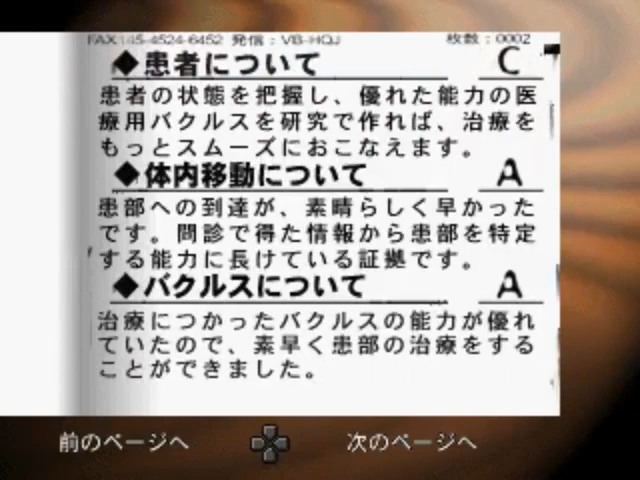 FAX145-4524-6452 発信：VB-HQJ 枚数：0002
◆患者について C
患者の状態を把握し、優れた能力の医
療用バクルスを研究で作れば、治療を
もっとスムーズにおこなえます。
◆体内移動について A
患部への到達が、素晴らしく早かった
です。問診で得た情報から患部を特定
する能力に長けている証拠です。
◆バクルスについて A
治療につかったバクルスの能力が優れ
ていたので、素早く患部の治療をする
ことができました。
前のページへ 次のページへ